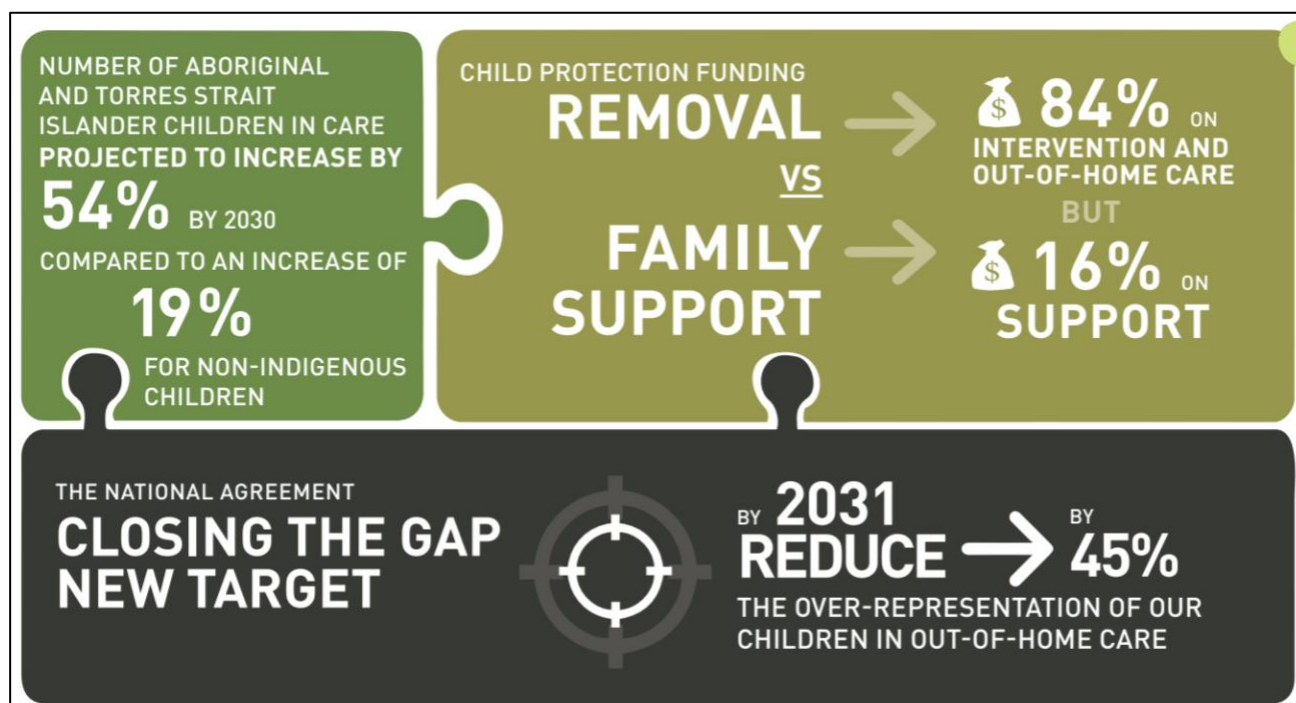 NUMBER OF ABORIGINAL
AND TORRES STRAIT
ISLANDER CHILDREN IN CARE
PROJECTED TO INCREASE BY
54% BY 2030
COMPARED TO AN INCREASE OF
19%
FOR NON-INDIGENOUS
CHILDREN
CHILD PROTECTION FUNDING
REMOVAL
VS
FAMILY
SUPPORT
$ 84% ON
INTERVENTION AND
OUT-OF-HOME CARE
BUT
$ 16% ON
SUPPORT
THE NATIONAL AGREEMENT
CLOSING THE GAP
NEW TARGET
BY 2031
REDUCE
BY
45%
THE OVER-REPRESENTATION OF OUR
CHILDREN IN OUT-OF-HOME CARE